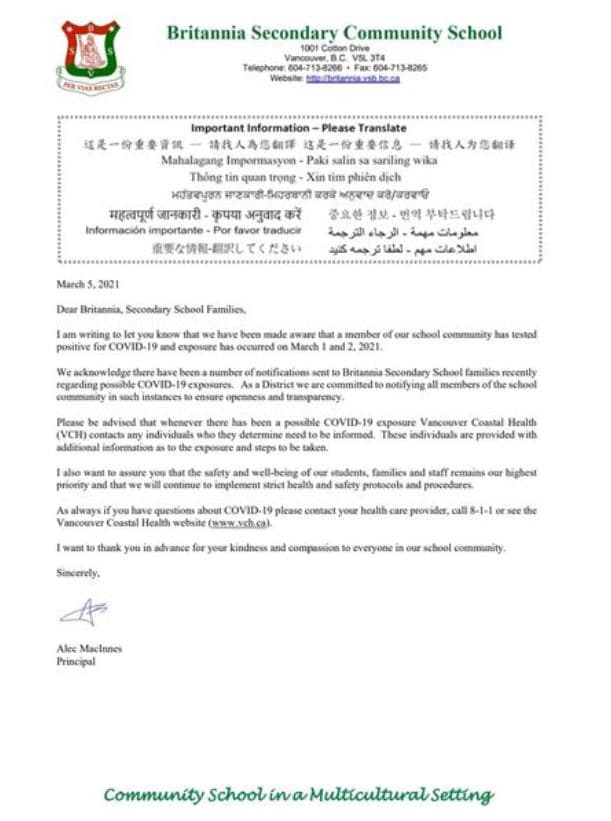 B
S S
V
PER VIAS RECTAS
Britannia Secondary Community School
1001 Cotton Drive
Vancouver, B.C. V5L 3T4
Telephone: 604-713-8266 • Fax: 604-713-8265
Website: http://britannia.vsb.bc.ca
Important Information – Please Translate
這是一份重要資訊 — 請找人為您翻譯 这是一份重要信息 — 请找人为您翻译
Mahalagang Impormasyon - Paki salin sa sariling wika
Thông tin quan trọng - Xin tìm phiên dịch
ਮਹੱਤਵਪੂਰਨ ਜਾਣਕਾਰੀ-ਮਿਹਰਬਾਨੀ ਕਰਕੇ ਅਨੁਵਾਦ ਕਰੋ/ਕਰਵਾਓ
महत्वपूर्ण जानकारी - कृपया अनुवाद करें 중요한 정보 - 번역 부탁드립니다
Información importante - Por favor traducir معلومات مهمة - الرجاء الترجمة
重要な情報-翻訳してください اطلاعات مهم - لطفا ترجمه کنید
March 5, 2021
Dear Britannia, Secondary School Families,
I am writing to let you know that we have been made aware that a member of our school community has tested
positive for COVID-19 and exposure has occurred on March 1 and 2, 2021.
We acknowledge there have been a number of notifications sent to Britannia Secondary School families recently
regarding possible COVID-19 exposures. As a District we are committed to notifying all members of the school
community in such instances to ensure openness and transparency.
Please be advised that whenever there has been a possible COVID-19 exposure Vancouver Coastal Health
(VCH) contacts any individuals who they determine need to be informed. These individuals are provided with
additional information as to the exposure and steps to be taken.
I also want to assure you that the safety and well-being of our students, families and staff remains our highest
priority and that we will continue to implement strict health and safety protocols and procedures.
As always if you have questions about COVID-19 please contact your health care provider, call 8-1-1 or see the
Vancouver Coastal Health website (www.vch.ca).
I want to thank you in advance for your kindness and compassion to everyone in our school community.
Sincerely,
Alec MacInnes
Principal
Community School in a Multicultural Setting